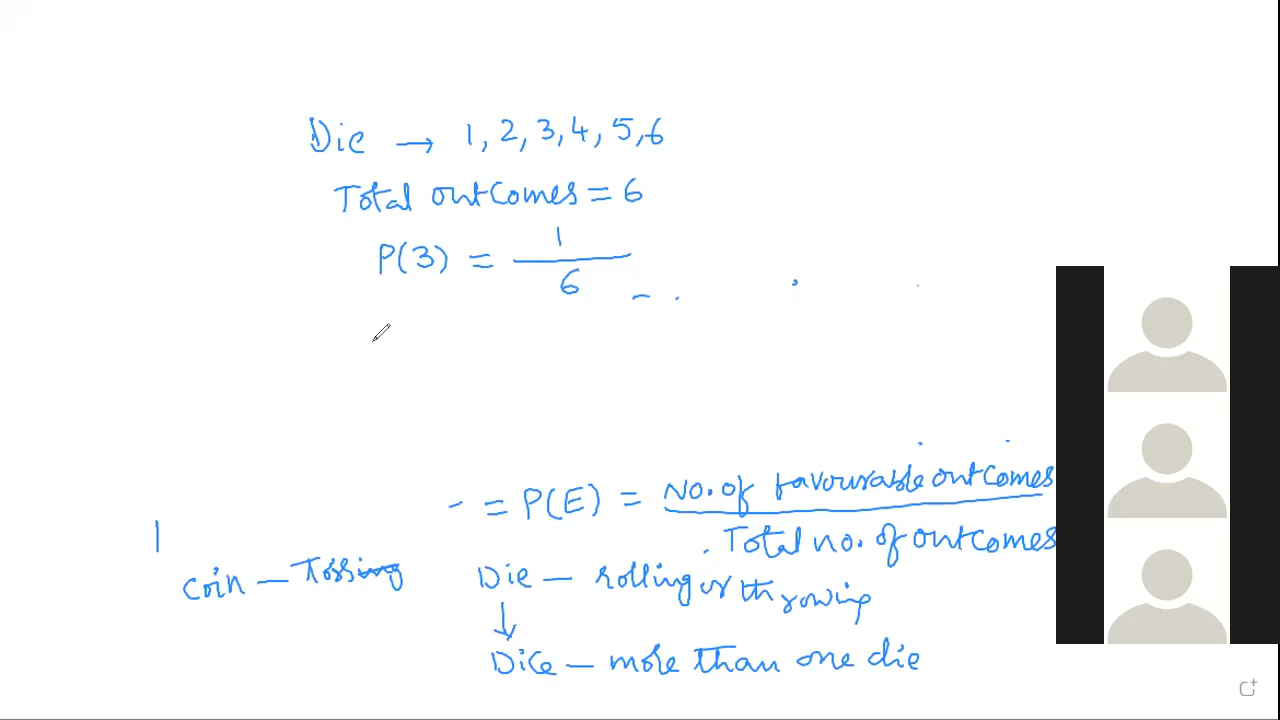 Die → 1, 2, 3, 4, 5, 6
Total outcomes = 6
P(3) = 1
6
= P(E) = No. of favourable outcomes
Total no. of outcomes
1
coin — Tossing
Die — rolling or throwing
↓
Dice — more than one die